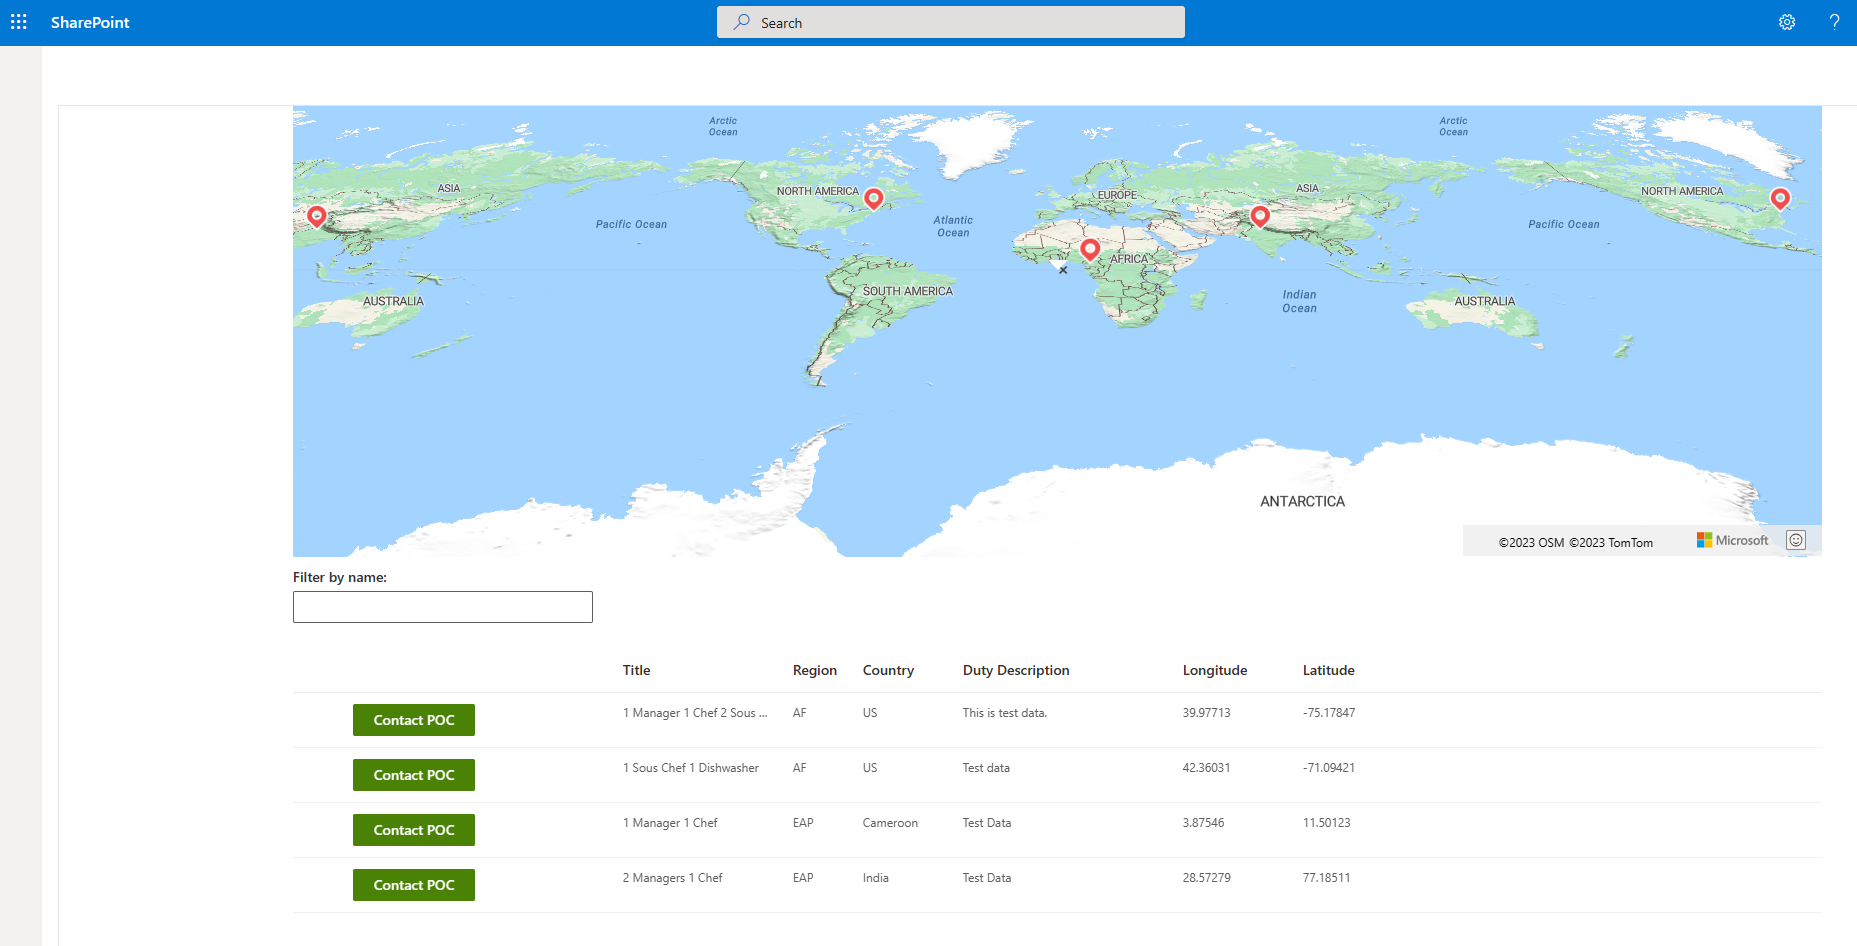 SharePoint
Search
Arctic
Ocean
Arctic
Ocean
ASIA
NORTH AMERICA
EUROPE
ASIA
NORTH AMERICA
Pacific Ocean
Atlantic
Ocean
Pacific Ocean
AFRICA
AUSTRALIA
SOUTH AMERICA
Indian
Ocean
AUSTRALIA
ANTARCTICA
©2023 OSM ©2023 TomTom
Microsoft
Filter by name:
Title Region Country Duty Description Longitude Latitude
Contact POC 1 Manager 1 Chef 2 Sous ... AF US This is test data. 39.97713 -75.17847
Contact POC 1 Sous Chef 1 Dishwasher AF US Test data 42.36031 -71.09421
Contact POC 1 Manager 1 Chef EAP Cameroon Test Data 3.87546 11.50123
Contact POC 2 Managers 1 Chef EAP India Test Data 28.57279 77.18511